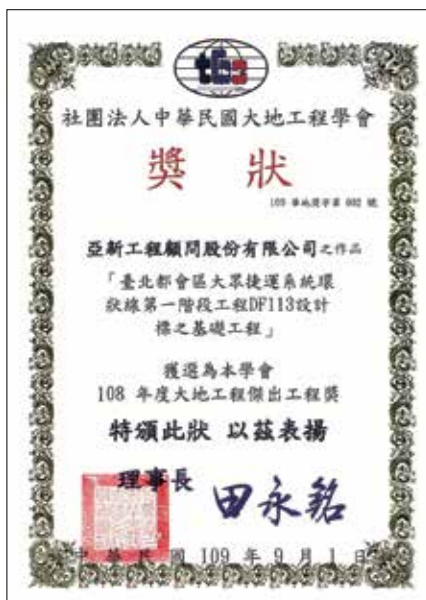 tGs
社團法人中華民國大地工程學會
獎狀
109 華地獎字第 002 號
亞新工程顧問股份有限公司之作品
「臺北都會區大眾捷運系統環
狀線第一階段工程DF113設計
標之基礎工程」
獲選為本學會
108 年度大地工程傑出工程獎
特頒此狀 以茲表揚
理事長 田永銘
中華民國 109 年 9 月 1 日